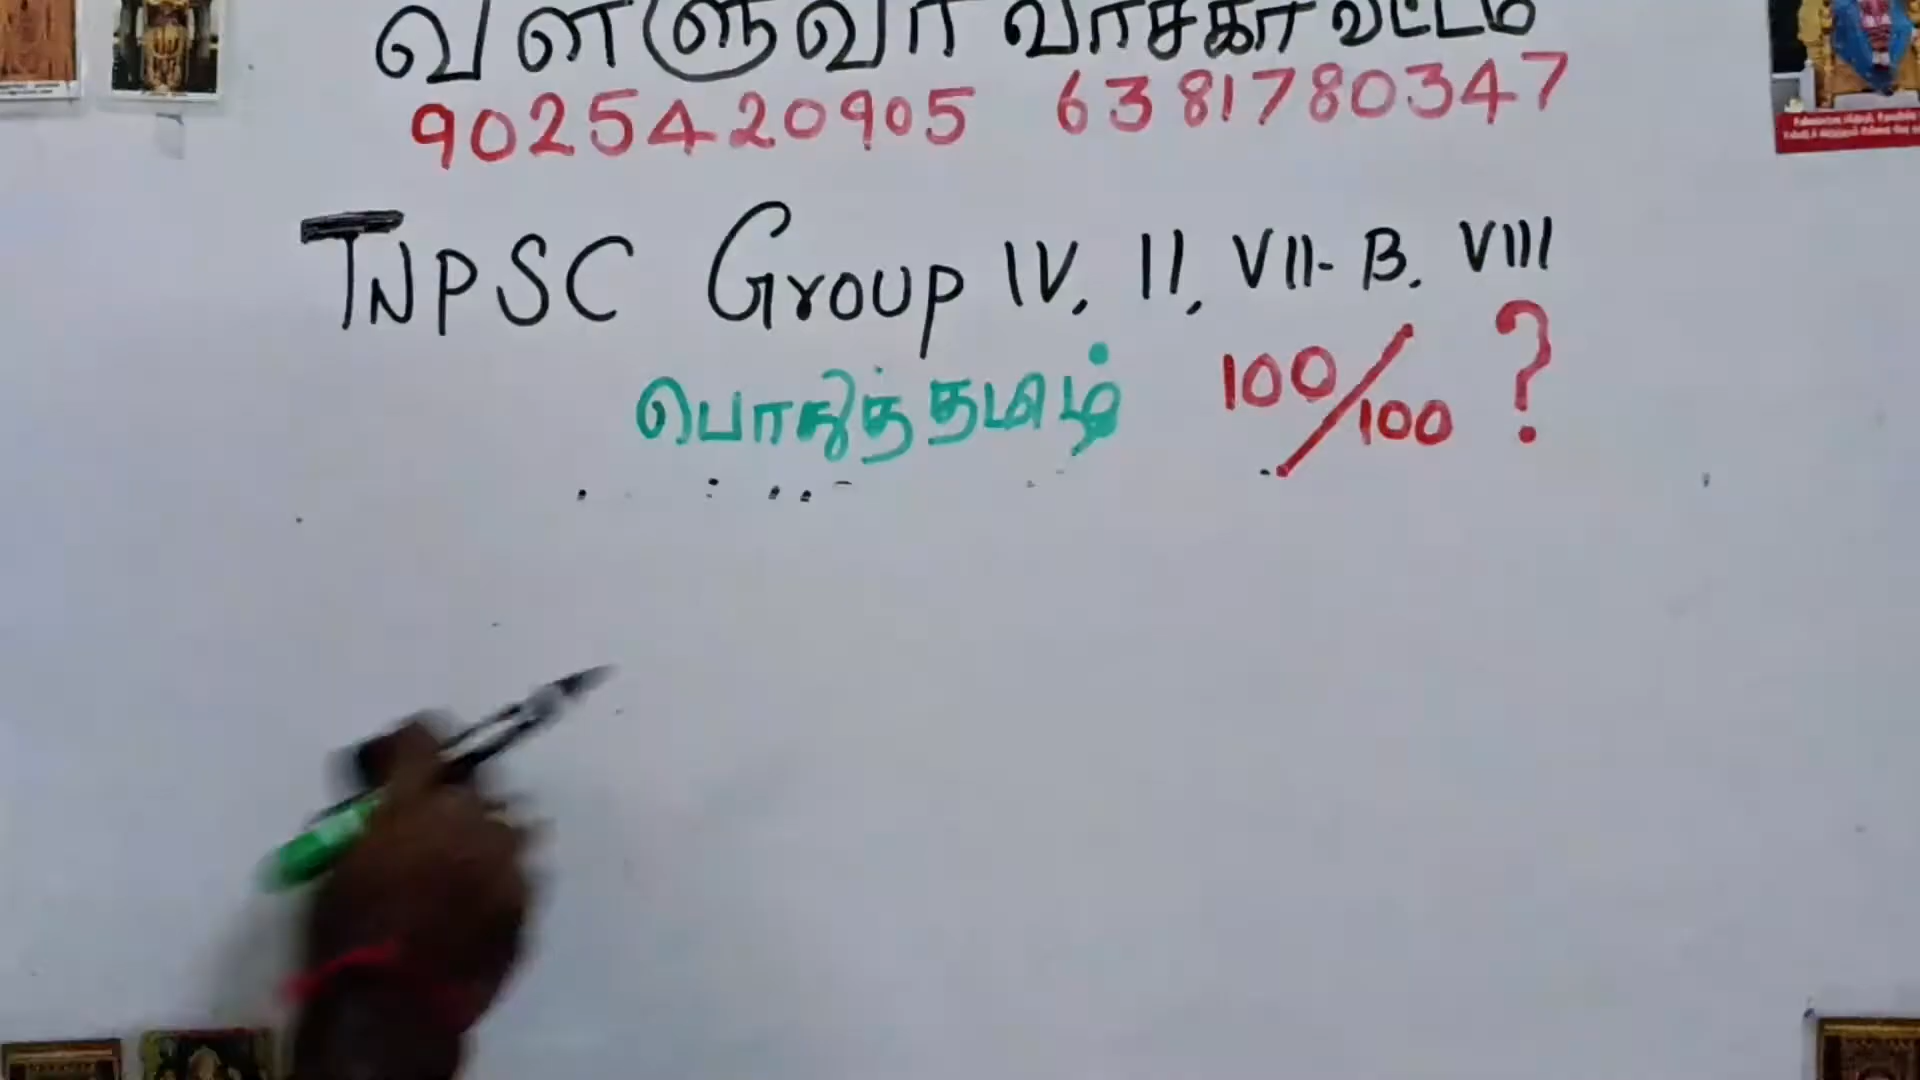 வள்ளுவர் வாசகர் வட்டம்
9025420905 6381780347
TNPSC Group IV, II, VII-B, VIII
பொதுத்தமிழ் 100/100 ?